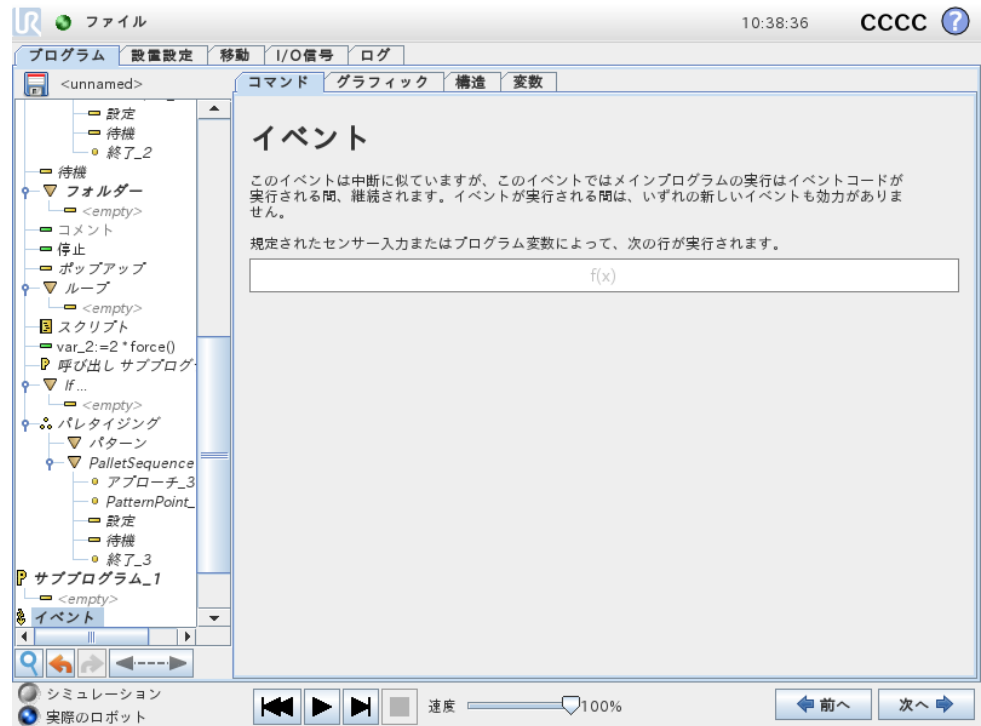 UR ファイル 10:38:36 CCCC ?
プログラム 設置設定 移動 I/O信号 ログ
<unnamed>
コマンド グラフィック 構造 変数
設定
待機
終了_2
待機
フォルダー
<empty>
コメント
停止
ポップアップ
ループ
<empty>
スクリプト
var_2:=2*force()
呼び出し サブプログ
If...
<empty>
パレタイジング
パターン
PalletSequence
アプローチ_3
PatternPoint_
設定
待機
終了_3
サブプログラム_1
<empty>
イベント
イベント
このイベントは中断に似ていますが、このイベントではメインプログラムの実行はイベントコードが
実行される間、継続されます。イベントが実行される間は、いずれの新しいイベントも効力がありま
せん。
規定されたセンサー入力またはプログラム変数によって、次の行が実行されます。
f(x)
シミュレーション
実際のロボット
速度 100%
前へ 次へ